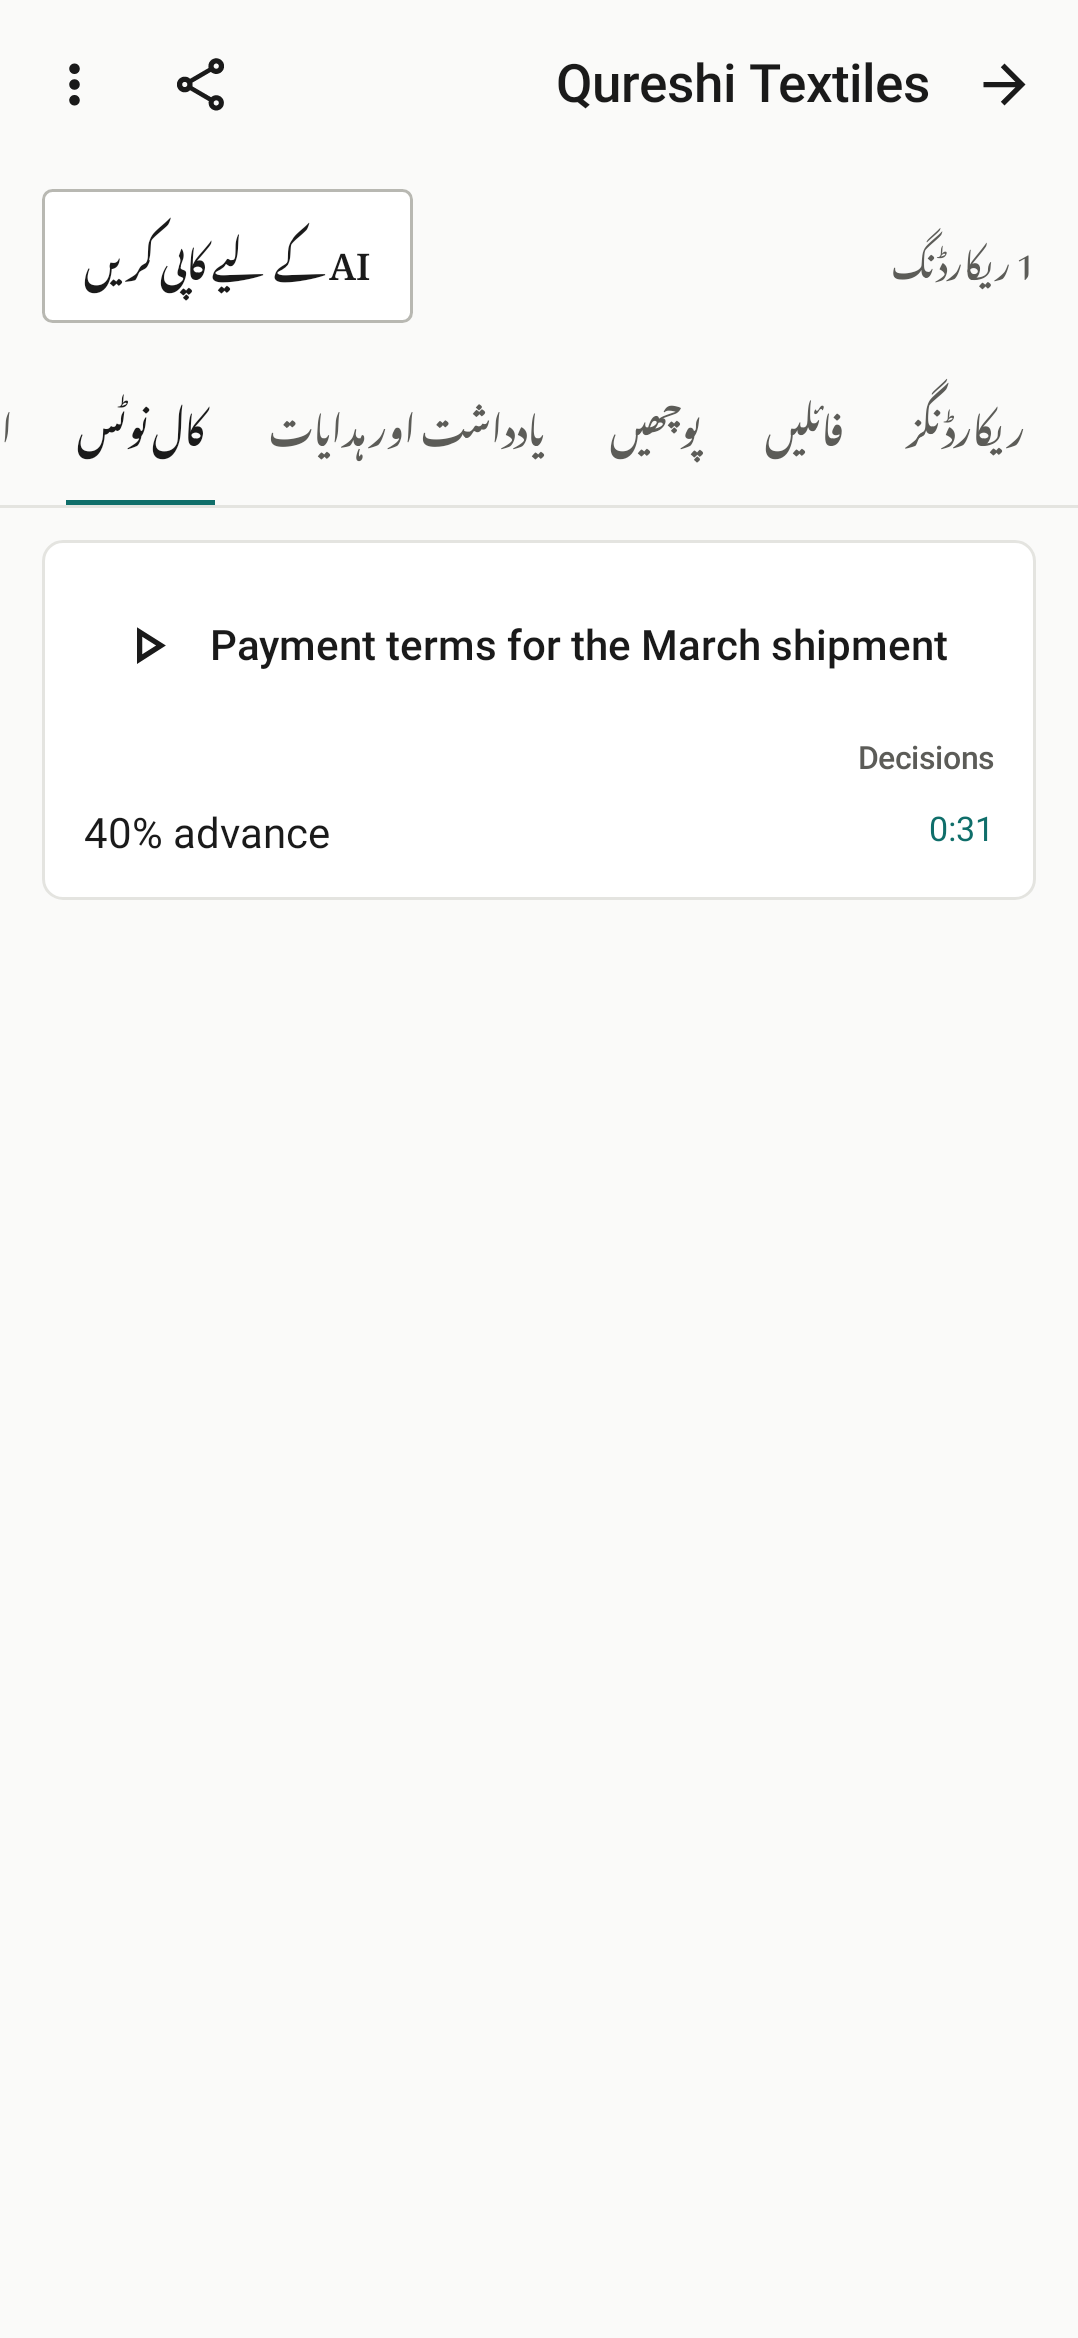 Qureshi Textiles
1 ریکارڈنگ
AI کے لیے کاپی کریں
ریکارڈنگز فائلیں پوچھیں یادداشت اور ہدایات کال نوٹس
Payment terms for the March shipment
Decisions
0:31 40% advance